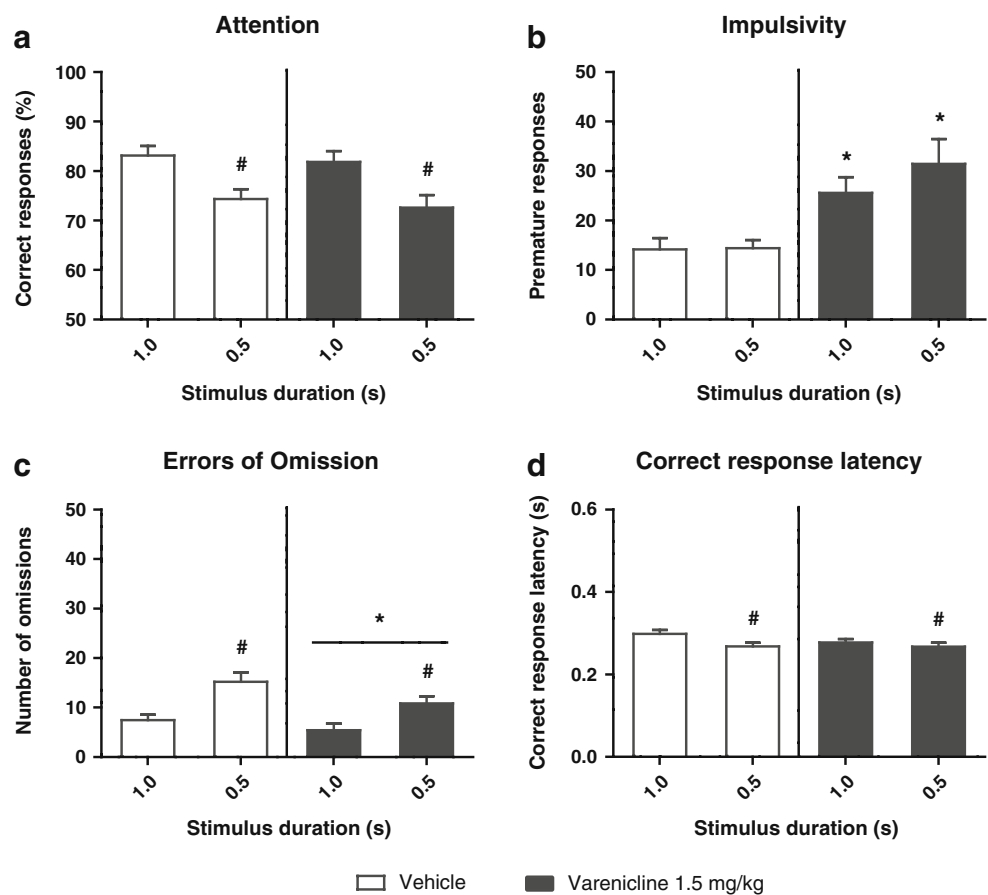 a
Attention
Correct responses (%)
100
90
80
70
60
50
#
#
1.0
0.5
1.0
0.5
Stimulus duration (s)
b
Impulsivity
Premature responses
50
40
30
20
10
0
*
*
1.0
0.5
1.0
0.5
Stimulus duration (s)
c
Errors of Omission
Number of omissions
50
40
30
20
10
0
#
*
#
1.0
0.5
1.0
0.5
Stimulus duration (s)
d
Correct response latency
Correct response latency (s)
0.6
0.4
0.2
0.0
#
#
1.0
0.5
1.0
0.5
Stimulus duration (s)
Vehicle
Varenicline 1.5 mg/kg